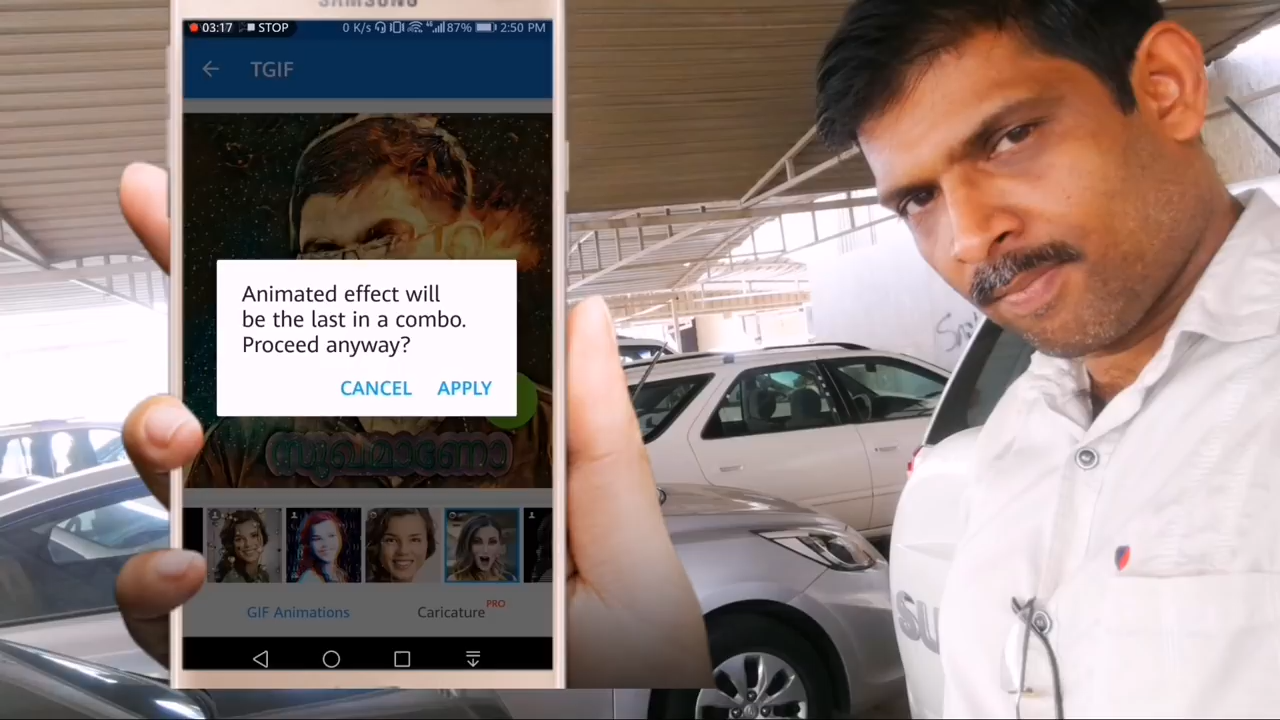 SAMSUNG
03:17 STOP
0 K/s 4G 87% 2:50 PM
TGIF
Animated effect will
be the last in a combo.
Proceed anyway?
CANCEL APPLY
സുഖമാണോ
GIF Animations Caricature PRO